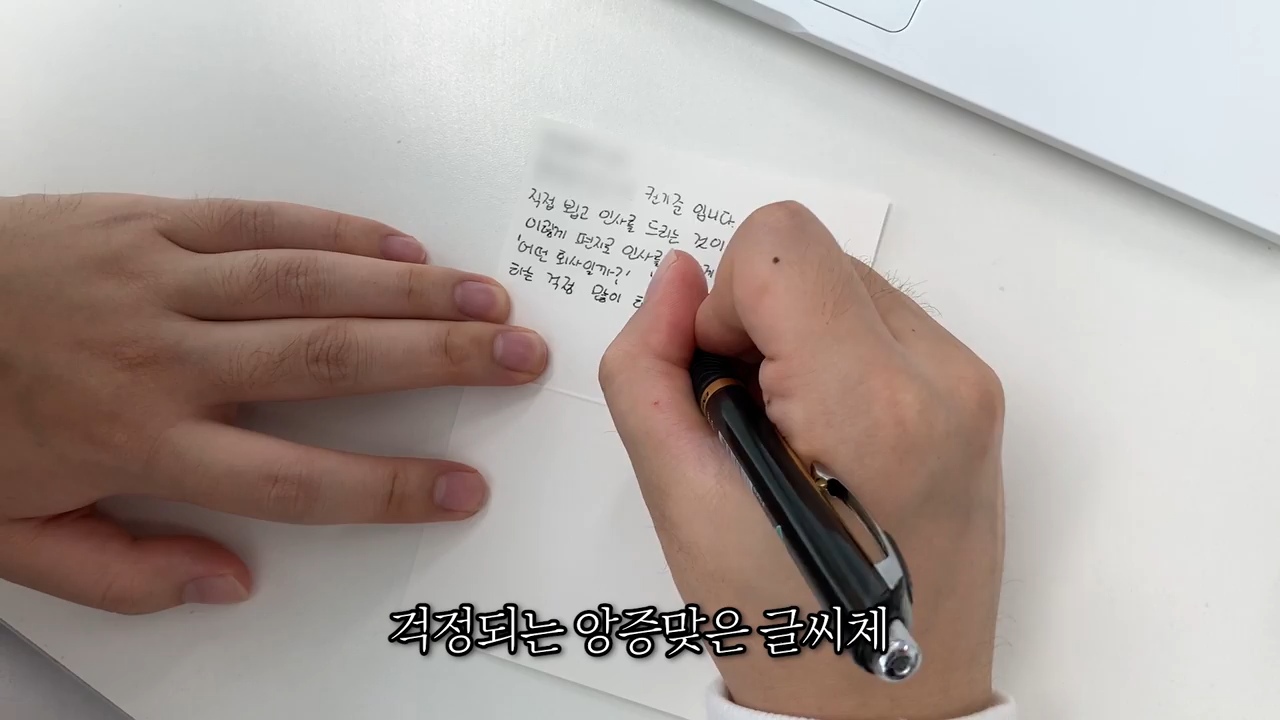 권기준 입니다.
직접 뵙고 인사를 드리는 것이
이렇게 편지로 인사를
'어떤 회사일까?'
하는 걱정 많이
걱정되는 앙증맞은 글씨체